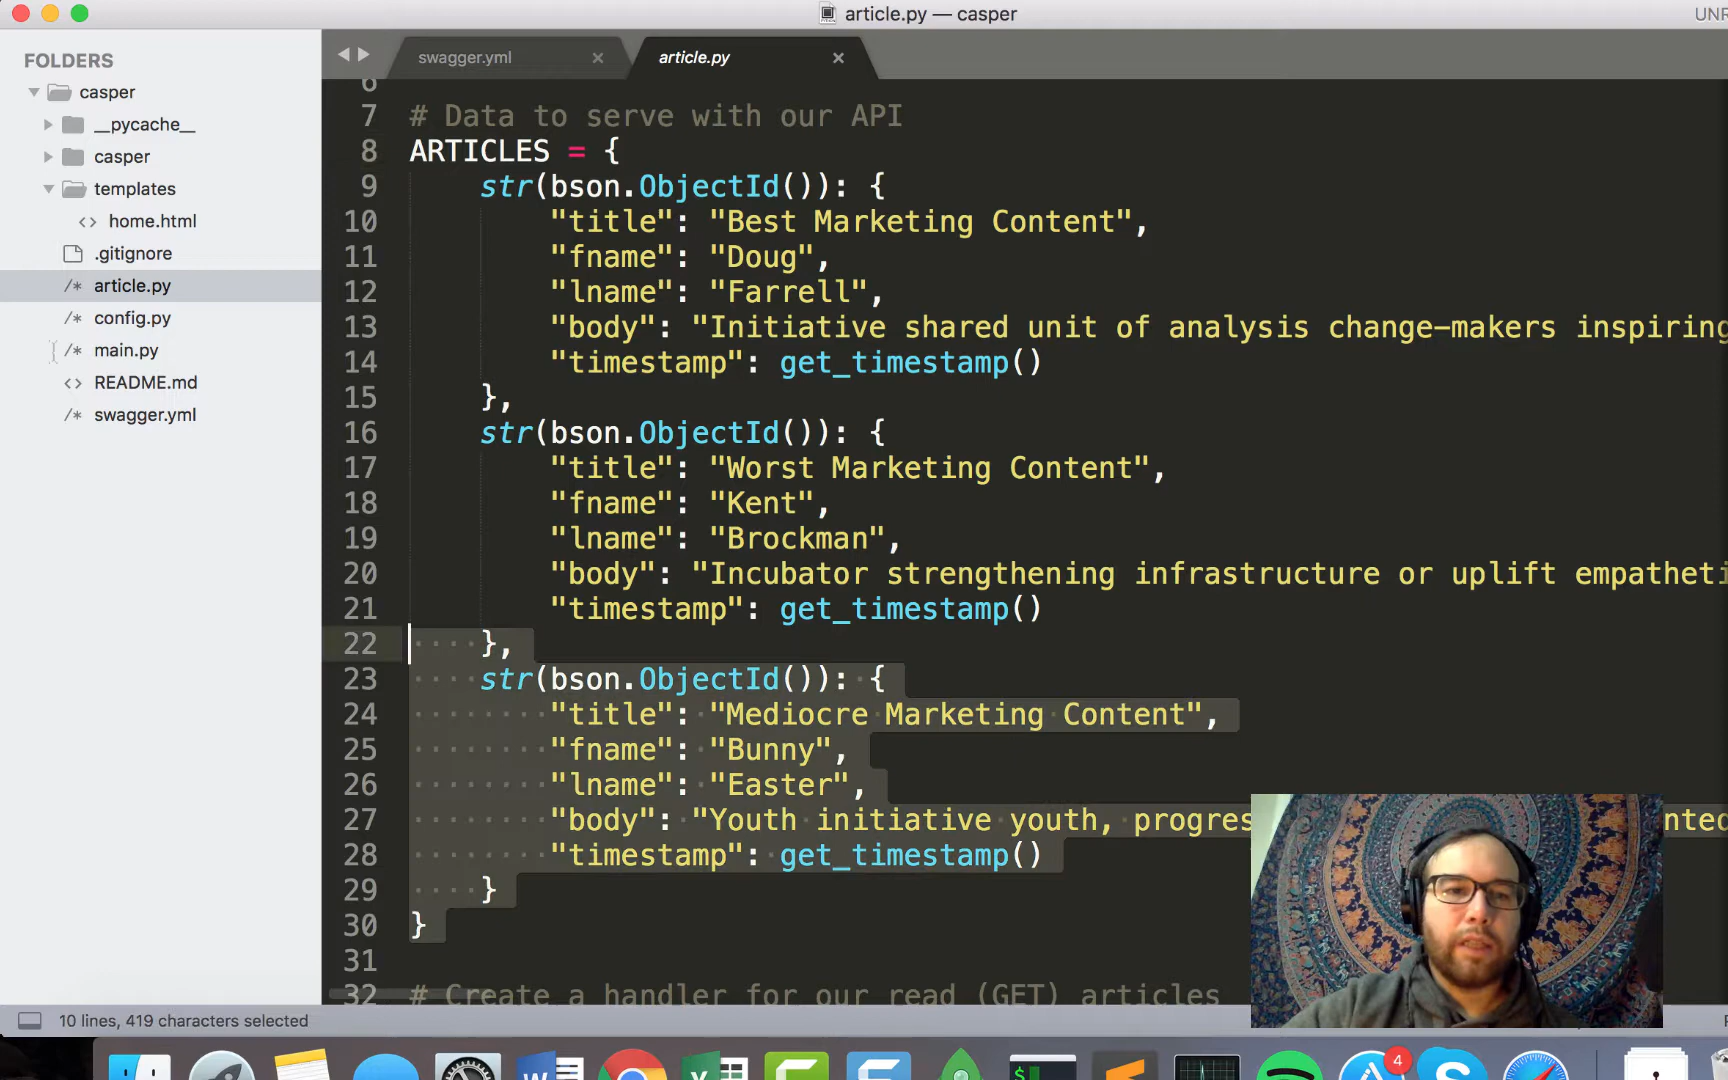 article.py — casper
UNR
FOLDERS
casper
__pycache__
casper
templates
<> home.html
.gitignore
/* article.py
/* config.py
/* main.py
<> README.md
/* swagger.yml
swagger.yml
article.py
6
7 # Data to serve with our API
8 ARTICLES = {
9 str(bson.ObjectId()): {
10 "title": "Best Marketing Content",
11 "fname": "Doug",
12 "lname": "Farrell",
13 "body": "Initiative shared unit of analysis change-makers inspiring
14 "timestamp": get_timestamp()
15 },
16 str(bson.ObjectId()): {
17 "title": "Worst Marketing Content",
18 "fname": "Kent",
19 "lname": "Brockman",
20 "body": "Incubator strengthening infrastructure or uplift empatheti
21 "timestamp": get_timestamp()
22 },
23 str(bson.ObjectId()): {
24 "title": "Mediocre Marketing Content",
25 "fname": "Bunny",
26 "lname": "Easter",
27 "body": "Youth initiative youth, progres nted
28 "timestamp": get_timestamp()
29 }
30 }
31
32 # Create a handler for our read (GET) articles
10 lines, 419 characters selected
4